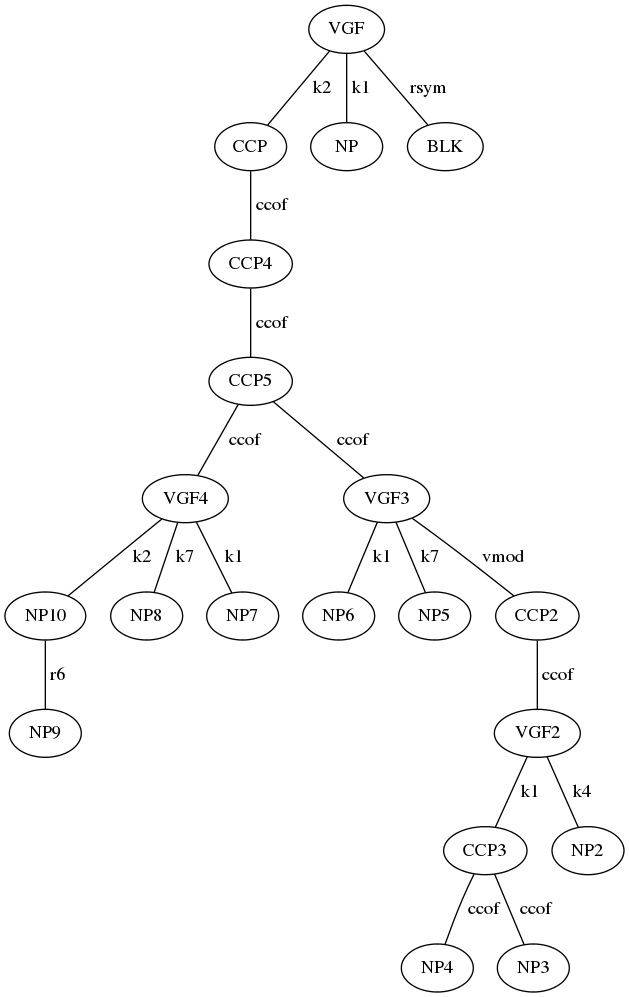 VGF
k2 k1 rsym
CCP NP BLK
ccof
CCP4
ccof
CCP5
ccof ccof
VGF4 VGF3
k2 k7 k1 k1 k7 vmod
NP10 NP8 NP7 NP6 NP5 CCP2
r6 ccof
NP9 VGF2
k1 k4
CCP3 NP2
ccof ccof
NP4 NP3